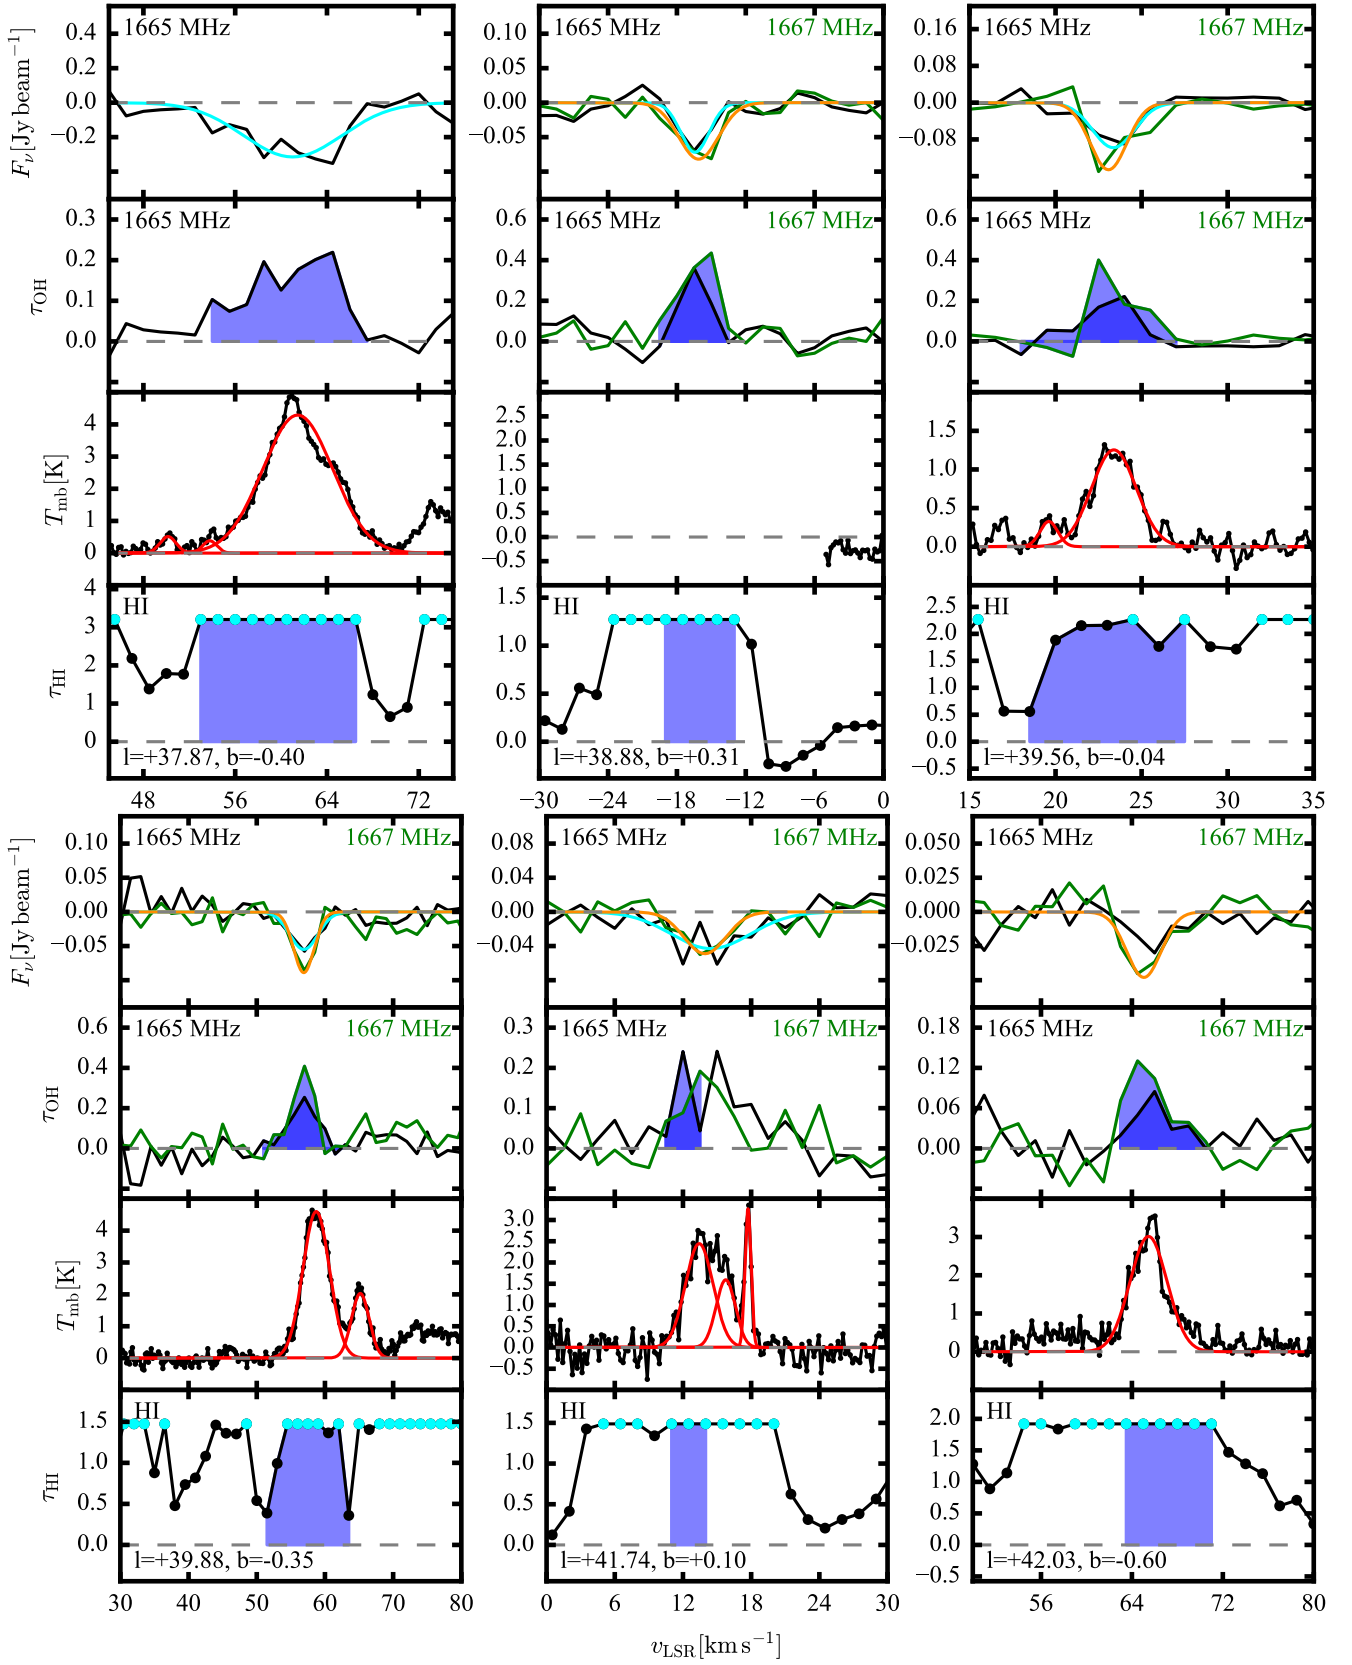 1665 MHz
1665 MHz 1667 MHz
1665 MHz 1667 MHz
F_ν[Jy beam⁻¹]
0.4
0.2
0.0
−0.2
0.10
0.05
0.00
−0.05
0.16
0.08
0.00
−0.08
1665 MHz
1665 MHz 1667 MHz
1665 MHz 1667 MHz
τ_OH
0.3
0.2
0.1
0.0
0.6
0.4
0.2
0.0
0.6
0.4
0.2
0.0
T_mb[K]
4
3
2
1
0
2.5
2.0
1.5
1.0
0.5
0.0
−0.5
1.5
1.0
0.5
0.0
HI
HI
τ_HI
4
3
2
1
0
1.5
1.0
0.5
0.0
2.5
2.0
1.5
1.0
0.5
0.0
−0.5
l=+37.87, b=-0.40
l=+38.88, b=+0.31
l=+39.56, b=-0.04
48 56 64 72
−30 −24 −18 −12 −6 0
15 20 25 30 35
1665 MHz 1667 MHz
1665 MHz 1667 MHz
1665 MHz 1667 MHz
F_ν[Jy beam⁻¹]
0.10
0.05
0.00
−0.05
0.08
0.04
0.00
−0.04
0.050
0.025
0.000
−0.025
1665 MHz 1667 MHz
1665 MHz 1667 MHz
1665 MHz 1667 MHz
τ_OH
0.6
0.4
0.2
0.0
0.3
0.2
0.1
0.0
0.18
0.12
0.06
0.00
T_mb[K]
4
3
2
1
0
3.0
2.5
2.0
1.5
1.0
0.5
0.0
−0.5
3
2
1
0
HI
HI
HI
τ_HI
1.5
1.0
0.5
0.0
1.5
1.0
0.5
0.0
2.0
1.5
1.0
0.5
0.0
−0.5
l=+39.88, b=-0.35
l=+41.74, b=+0.10
l=+42.03, b=-0.60
30 40 50 60 70 80
0 6 12 18 24 30
56 64 72 80
v_LSR[km s⁻¹]